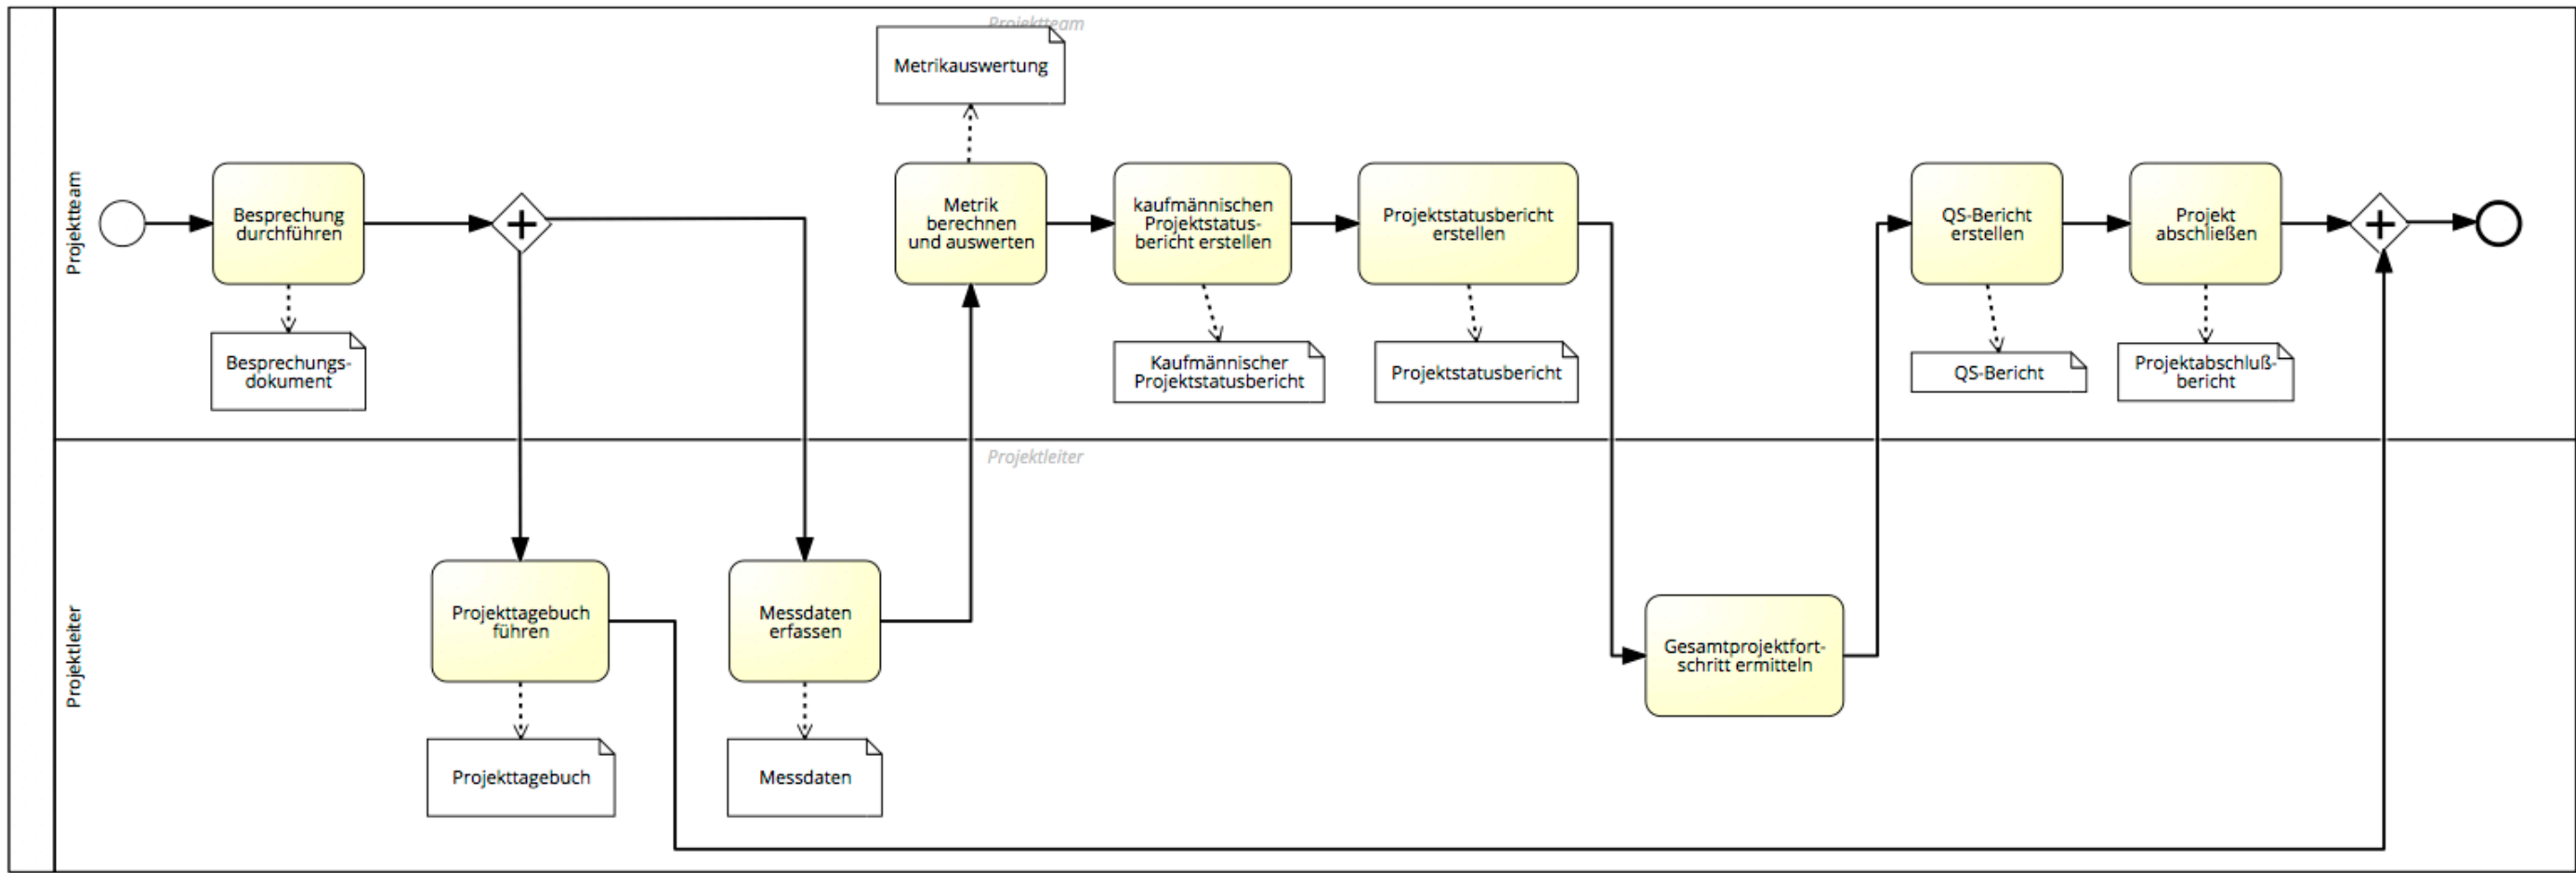 Projektteam
Metrikauswertung
Projektteam
Besprechung
durchführen
Metrik
berechnen
und auswerten
kaufmännischen
Projektstatus-
bericht erstellen
Projektstatusbericht
erstellen
QS-Bericht
erstellen
Projekt
abschließen
Besprechungs-
dokument
Kaufmännischer
Projektstatusbericht
Projektstatusbericht
QS-Bericht
Projektabschluß-
bericht
Projektleiter
Projektleiter
Projekttagebuch
führen
Messdaten
erfassen
Gesamtprojektfort-
schritt ermitteln
Projekttagebuch
Messdaten